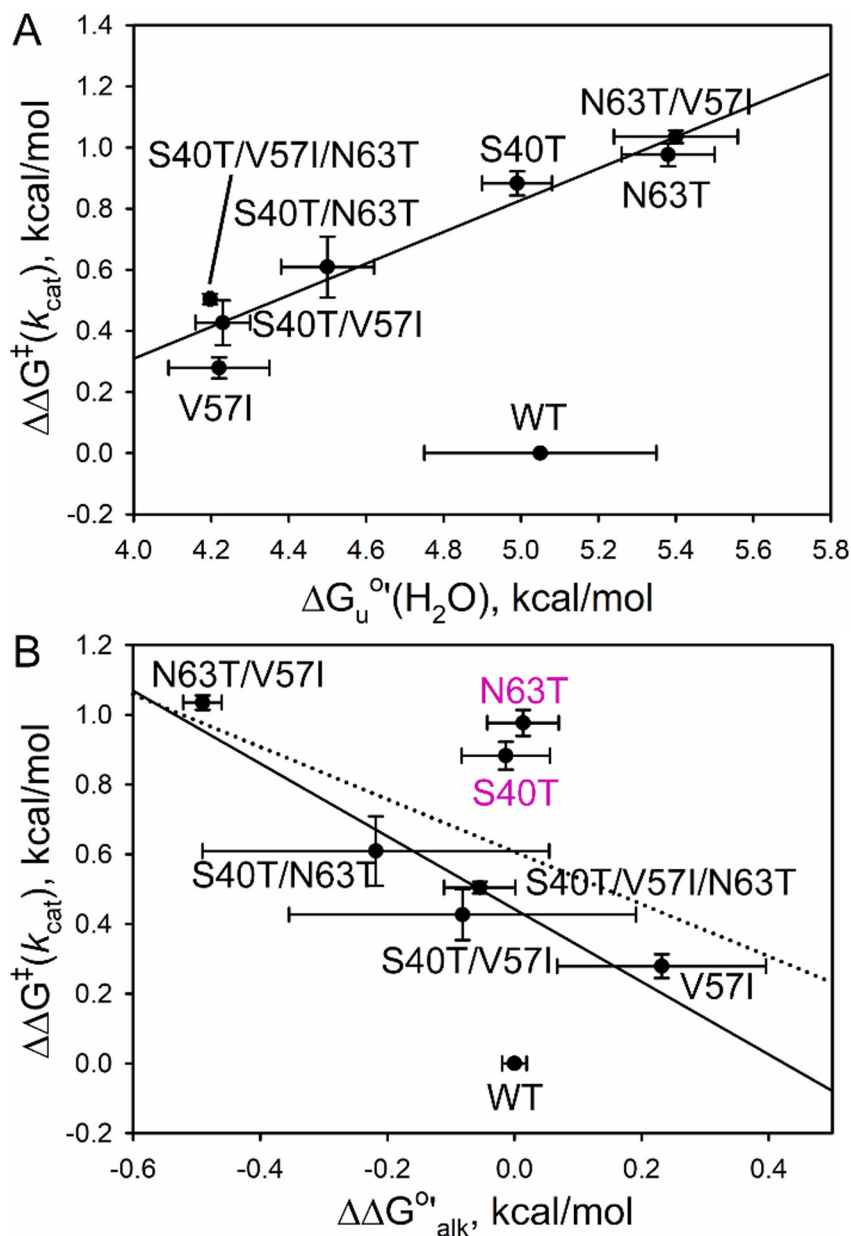 A
1.4
1.2
1.0
0.8
0.6
0.4
0.2
0.0
-0.2
ΔΔG‡(kcat), kcal/mol
N63T/V57I
S40T/V57I/N63T
S40T
N63T
S40T/N63T
S40T/V57I
V57I
WT
4.0 4.2 4.4 4.6 4.8 5.0 5.2 5.4 5.6 5.8
ΔGuo'(H2O), kcal/mol
B
1.2
1.0
0.8
0.6
0.4
0.2
0.0
-0.2
ΔΔG‡(kcat), kcal/mol
N63T/V57I
N63T
S40T
S40T/N63T
S40T/V57I/N63T
S40T/V57I
V57I
WT
-0.6 -0.4 -0.2 0.0 0.2 0.4
ΔΔGo'alk, kcal/mol